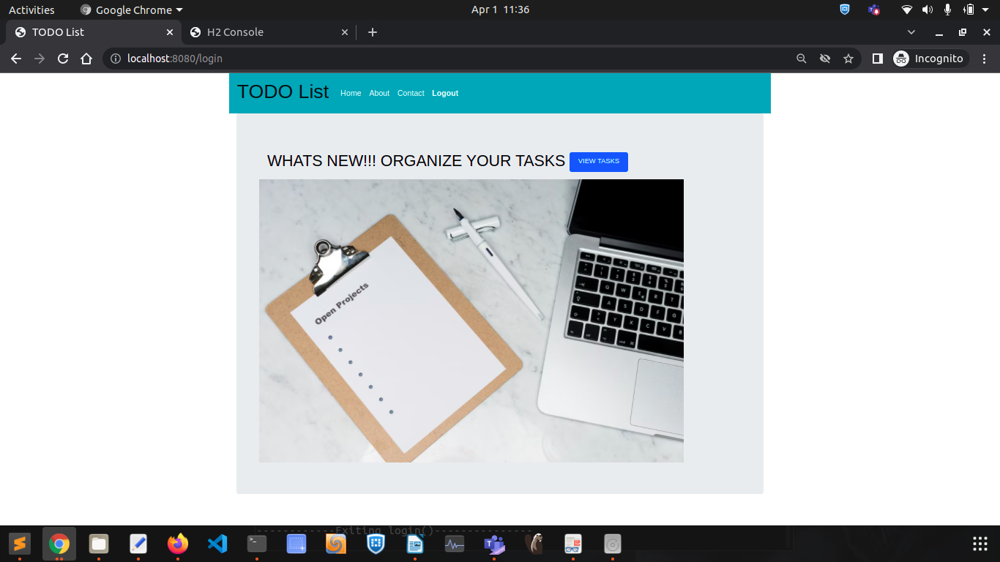 Activities Google Chrome Apr 1 11:36
TODO List H2 Console
localhost:8080/login Incognito
TODO List Home About Contact Logout
WHATS NEW!!! ORGANIZE YOUR TASKS VIEW TASKS
Open Projects
------------Exiting login()---------------